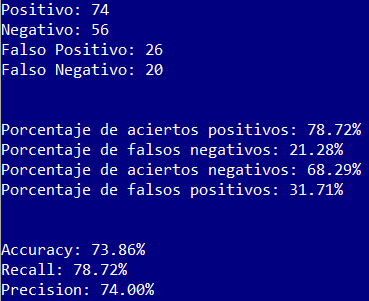 Positivo: 74
Negativo: 56
Falso Positivo: 26
Falso Negativo: 20
Porcentaje de aciertos positivos: 78.72%
Porcentaje de falsos negativos: 21.28%
Porcentaje de aciertos negativos: 68.29%
Porcentaje de falsos positivos: 31.71%
Accuracy: 73.86%
Recall: 78.72%
Precision: 74.00%